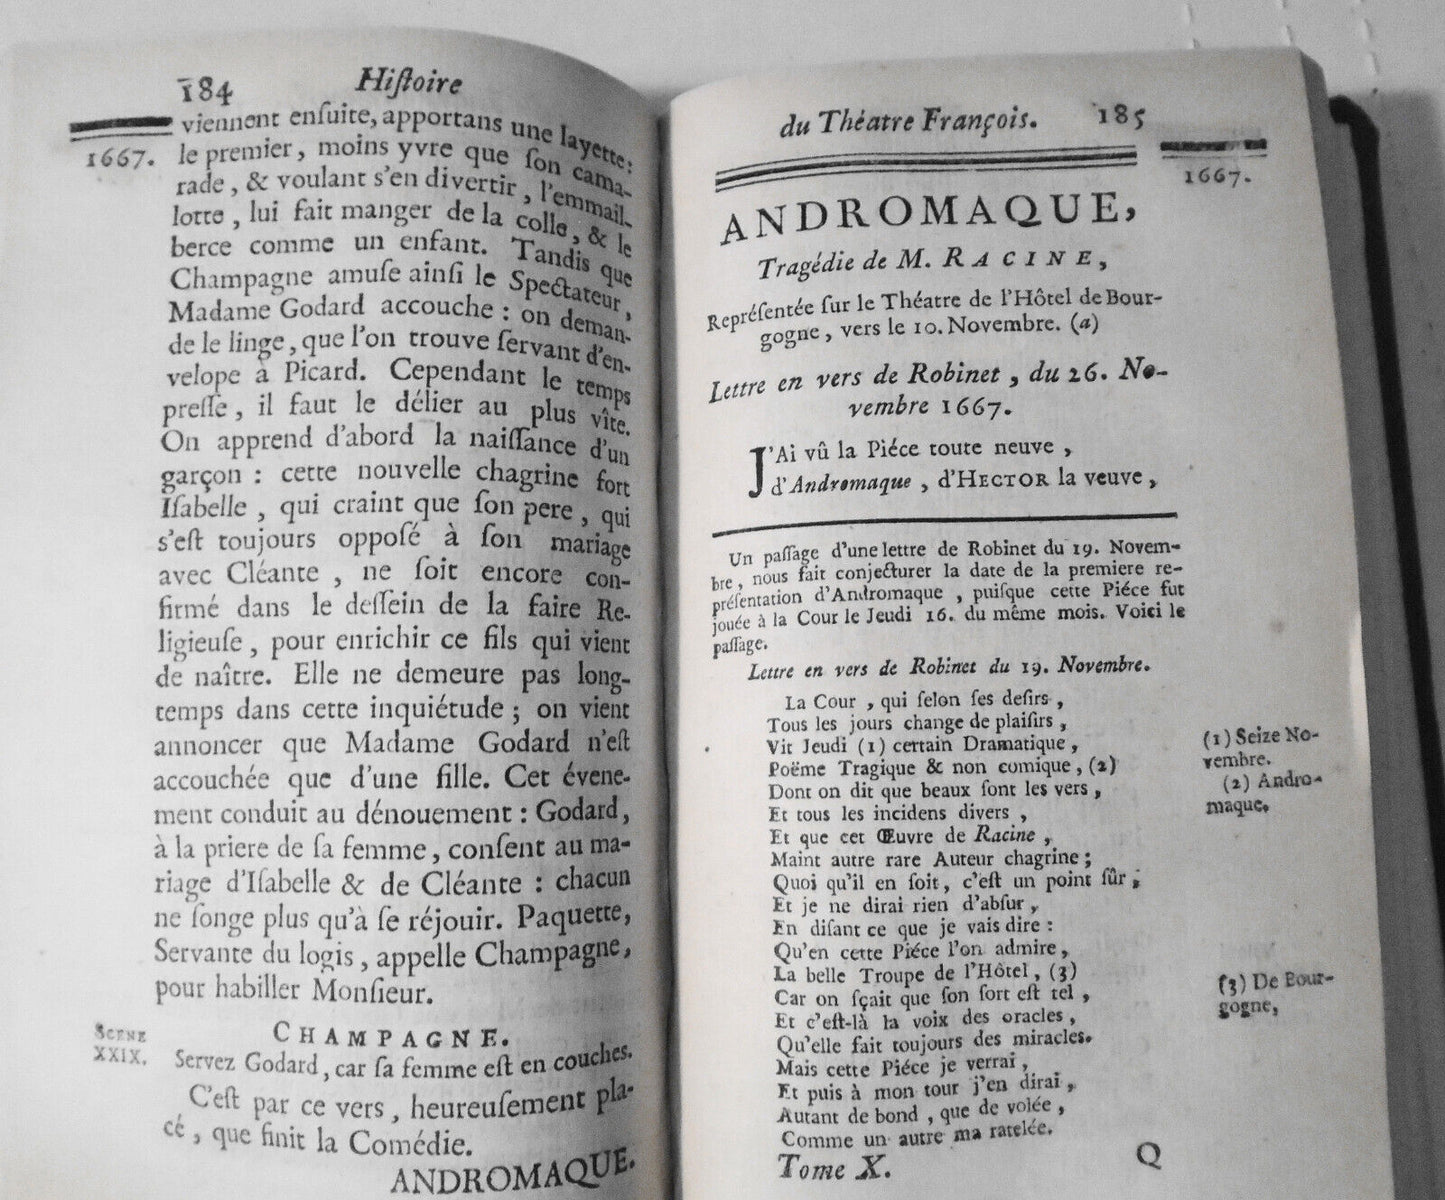 184 Hiſtoire
viennent enſuite, apportans une layette:
1667. le premier, moins yvre que ſon cama-
rade, & voulant s'en divertir, l'emmail-
lotte, lui fait manger de la colle, & le
berce comme un enfant. Tandis que
Champagne amuſe ainſi le Spectateur,
Madame Godard accouche : on deman-
de le linge, que l'on trouve ſervant d'en-
velope à Picard. Cependant le temps
preſſe, il faut le délier au plus vîte.
On apprend d'abord la naiſſance d'un
garçon : cette nouvelle chagrine fort
Iſabelle, qui craint que ſon pere, qui
s'eſt toujours oppoſé à ſon mariage
avec Cléante, ne ſoit encore con-
firmé dans le deſſein de la faire Re-
ligieuſe, pour enrichir ce fils qui vient
de naître. Elle ne demeure pas long-
temps dans cette inquiétude ; on vient
annoncer que Madame Godard n'eſt
accouchée que d'une fille. Cet évene-
ment conduit au dénouement : Godard,
à la priere de ſa femme, conſent au ma-
riage d'Iſabelle & de Cléante : chacun
ne ſonge plus qu'à ſe réjouir. Paquette,
Servante du logis, appelle Champagne,
pour habiller Monſieur.
SCENE
XXIX.
CHAMPAGNE.
Servez Godard, car ſa femme eſt en couches.
C'eſt par ce vers, heureuſement pla-
cé, que finit la Comédie.
ANDROMAQUE.
du Théatre François. 185
1667.
ANDROMAQUE,
Tragédie de M. RACINE,
Repréſentée ſur le Théatre de l'Hôtel de Bour-
gogne, vers le 10. Novembre. (a)
Lettre en vers de Robinet, du 26. No-
vembre 1667.
J'Ai vû la Piéce toute neuve,
d'Andromaque, d'HECTOR la veuve,
Un paſſage d'une lettre de Robinet du 19. Novem-
bre, nous fait conjecturer la date de la premiere re-
préſentation d'Andromaque, puiſque cette Piéce fut
jouée à la Cour le Jeudi 16. du même mois. Voici le
paſſage.
Lettre en vers de Robinet du 19. Novembre.
La Cour, qui ſelon ſes deſirs,
Tous les jours change de plaiſirs,
Vit Jeudi (1) certain Dramatique,
Poëme Tragique & non comique, (2)
Dont on dit que beaux ſont les vers,
Et tous les incidens divers,
Et que cet Œuvre de Racine,
Maint autre rare Auteur chagrine ;
Quoi qu'il en ſoit, c'eſt un point ſûr,
Et je ne dirai rien d'abſur,
En diſant ce que je vais dire :
Qu'en cette Piéce l'on admire,
La belle Troupe de l'Hôtel, (3)
Car on ſçait que ſon ſort eſt tel,
Et c'eſt-là la voix des oracles,
Qu'elle fait toujours des miracles.
Mais cette Piéce je verrai,
Et puis à mon tour j'en dirai,
Autant de bond, que de volée,
Comme un autre ma ratelée.
(1) Seize No-
vembre.
(2) Andro-
maque.
(3) De Bour-
gogne,
Tome X. Q